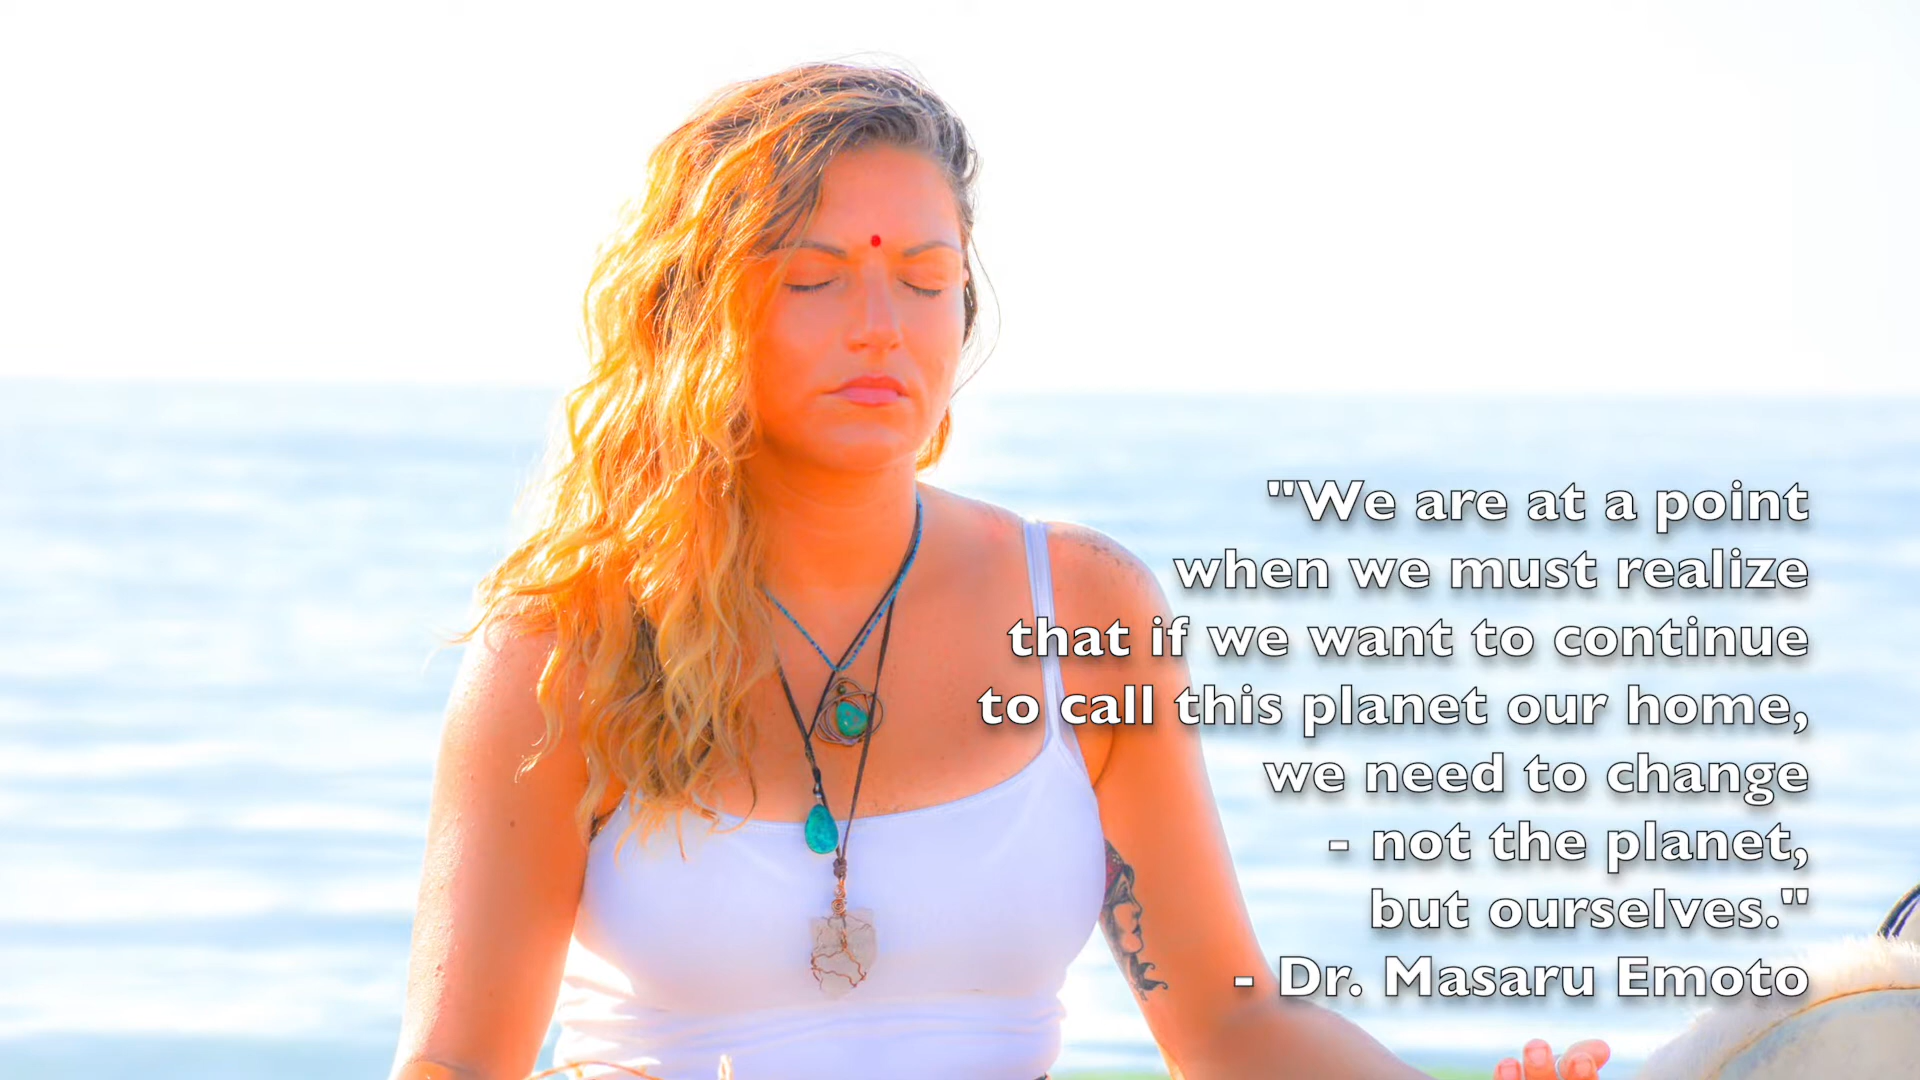 "We are at a point
when we must realize
that if we want to continue
to call this planet our home,
we need to change
- not the planet,
but ourselves."
- Dr. Masaru Emoto